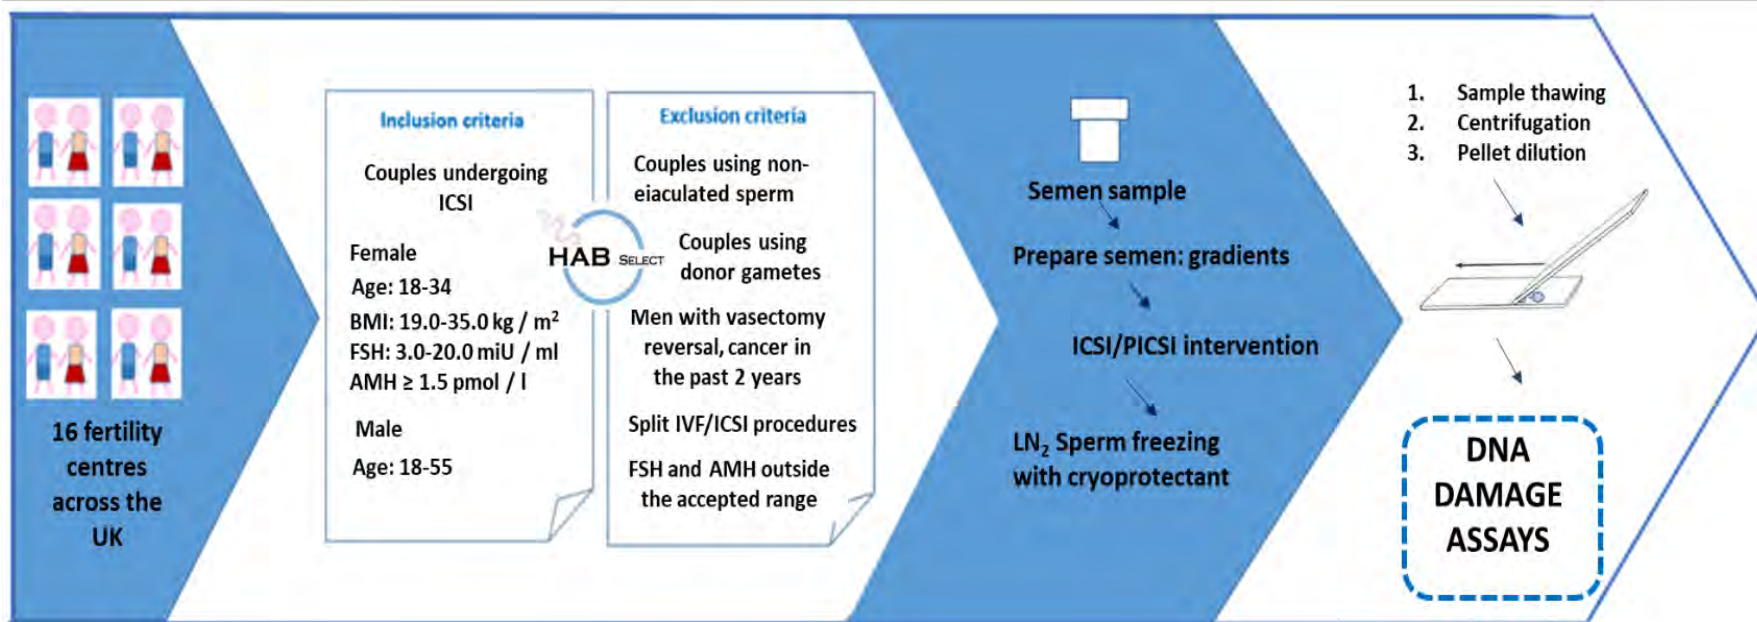 16 fertility
centres
across the
UK
Inclusion criteria
Couples undergoing
ICSI
Female
Age: 18-34
BMI: 19.0-35.0 kg / m²
FSH: 3.0-20.0 miU / ml
AMH ≥ 1.5 pmol / l
Male
Age: 18-55
HAB SELECT
Exclusion criteria
Couples using non-
eiaculated sperm
Couples using
donor gametes
Men with vasectomy
reversal, cancer in
the past 2 years
Split IVF/ICSI procedures
FSH and AMH outside
the accepted range
Semen sample
Prepare semen: gradients
ICSI/PICSI intervention
LN₂ Sperm freezing
with cryoprotectant
1. Sample thawing
2. Centrifugation
3. Pellet dilution
DNA
DAMAGE
ASSAYS